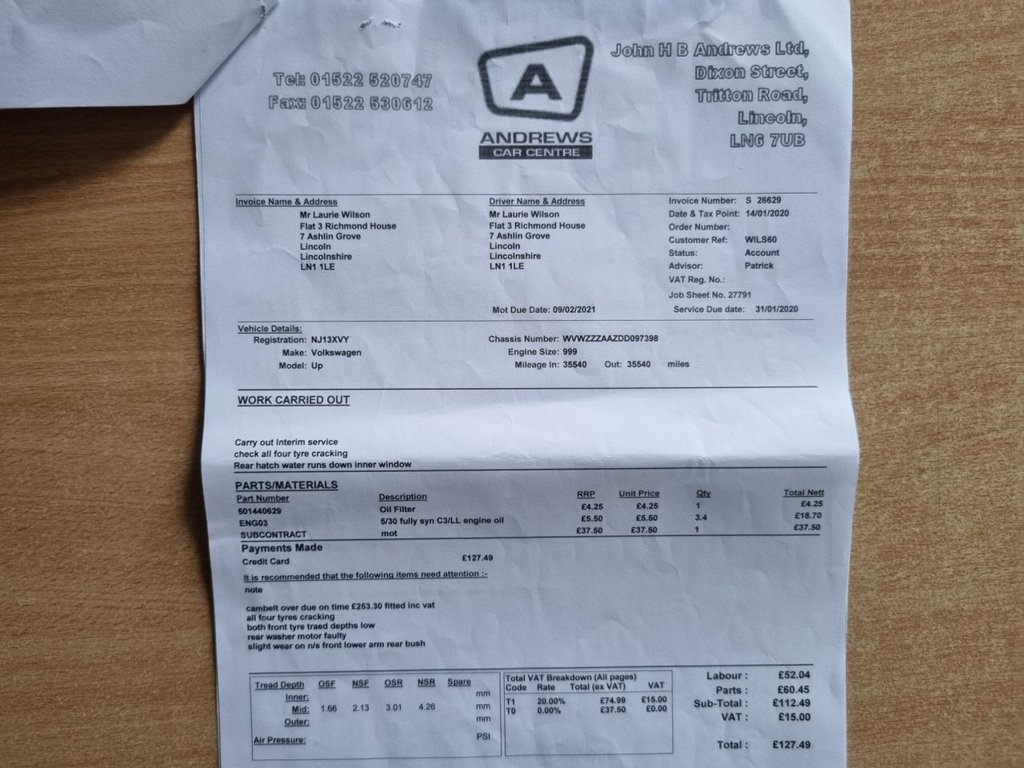 Tel: 01522 520747
Fax: 01522 530612
A
ANDREWS
CAR CENTRE
John H B Andrews Ltd,
Dixon Street,
Tritton Road,
Lincoln,
LN6 7UB
Invoice Name & Address
Mr Laurie Wilson
Flat 3 Richmond House
7 Ashlin Grove
Lincoln
Lincolnshire
LN1 1LE
Driver Name & Address
Mr Laurie Wilson
Flat 3 Richmond House
7 Ashlin Grove
Lincoln
Lincolnshire
LN1 1LE
Invoice Number: S 26629
Date & Tax Point: 14/01/2020
Order Number:
Customer Ref: WILS60
Status: Account
Advisor: Patrick
VAT Reg. No.:
Job Sheet No. 27791
Mot Due Date: 09/02/2021 Service Due date: 31/01/2020
Vehicle Details:
Registration: NJ13XVY Chassis Number: WVWZZZAAZDD097398
Make: Volkswagen Engine Size: 999
Model: Up Mileage In: 35540 Out: 35540 miles
WORK CARRIED OUT
Carry out Interim service
check all four tyre cracking
Rear hatch water runs down inner window
PARTS/MATERIALS
Part Number Description RRP Unit Price Qty Total Nett
501440629 Oil Filter £4.25 £4.25 1 £4.25
ENG03 5/30 fully syn C3/LL engine oil £5.50 £5.50 3.4 £18.70
SUBCONTRACT mot £37.50 £37.50 1 £37.50
Payments Made
Credit Card £127.49
It is recommended that the following items need attention :-
note
cambelt over due on time £253.30 fitted inc vat
all four tyres cracking
both front tyre traed depths low
rear washer motor faulty
slight wear on n/s front lower arm rear bush
Tread Depth OSF NSF OSR NSR Spare
Inner: mm
Mid: 1.66 2.13 3.01 4.26 mm
Outer: mm
Air Pressure: PSI
Total VAT Breakdown (All pages)
Code Rate Total (ex VAT) VAT
T1 20.00% £74.99 £15.00
T0 0.00% £37.50 £0.00
Labour : £52.04
Parts : £60.45
Sub-Total : £112.49
VAT : £15.00
Total : £127.49